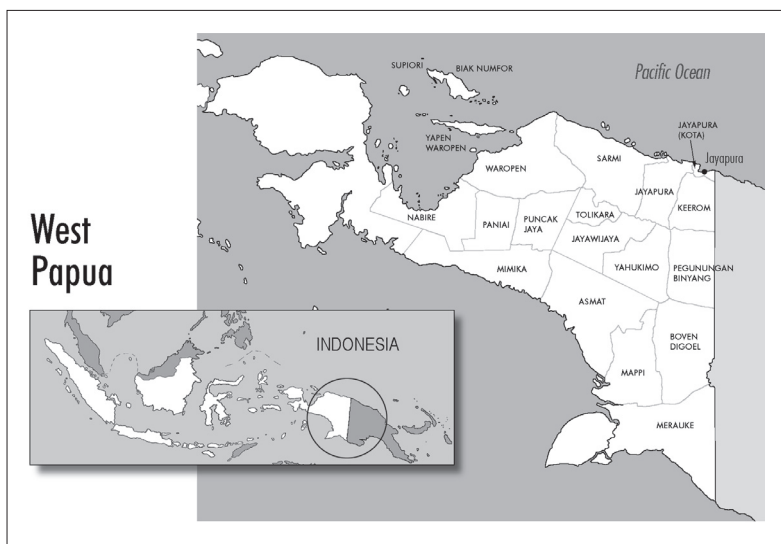 West
Papua
Pacific Ocean
SUPIORI
BIAK NUMFOR
JAYAPURA
(KOTA)
Jayapura
YAPEN
WAROPEN
WAROPEN
SARMI
JAYAPURA
KEEROM
NABIRE
PANIAI
PUNCAK
JAYA
TOLIKARA
JAYAWIJAYA
MIMIKA
YAHUKIMO
PEGUNUNGAN
BINYANG
ASMAT
BOVEN
DIGOEL
MAPPI
MERAUKE
INDONESIA